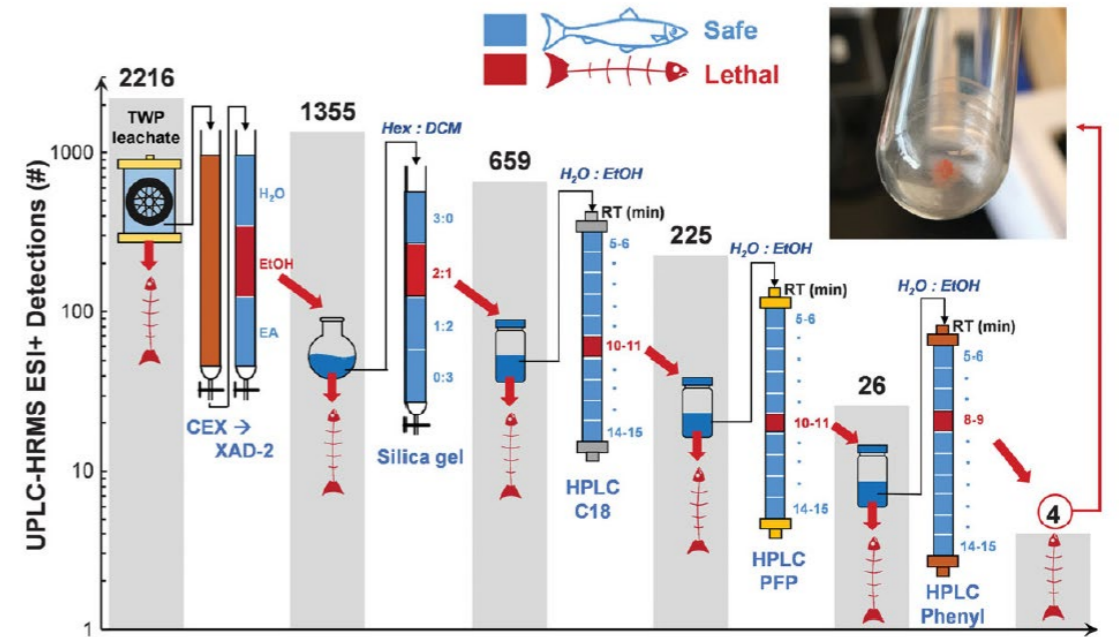 Safe
Lethal
2216
TWP
leachate
1355
659
225
26
4
UPLC-HRMS ESI+ Detections (#)
1000
100
10
1
H₂O
EtOH
EA
CEX →
XAD-2
Hex : DCM
3:0
2:1
1:2
0:3
Silica gel
H₂O : EtOH
RT (min)
5-6
10-11
14-15
HPLC
C18
H₂O : EtOH
RT (min)
5-6
10-11
14-15
HPLC
PFP
H₂O : EtOH
RT (min)
5-6
8-9
14-15
HPLC
Phenyl